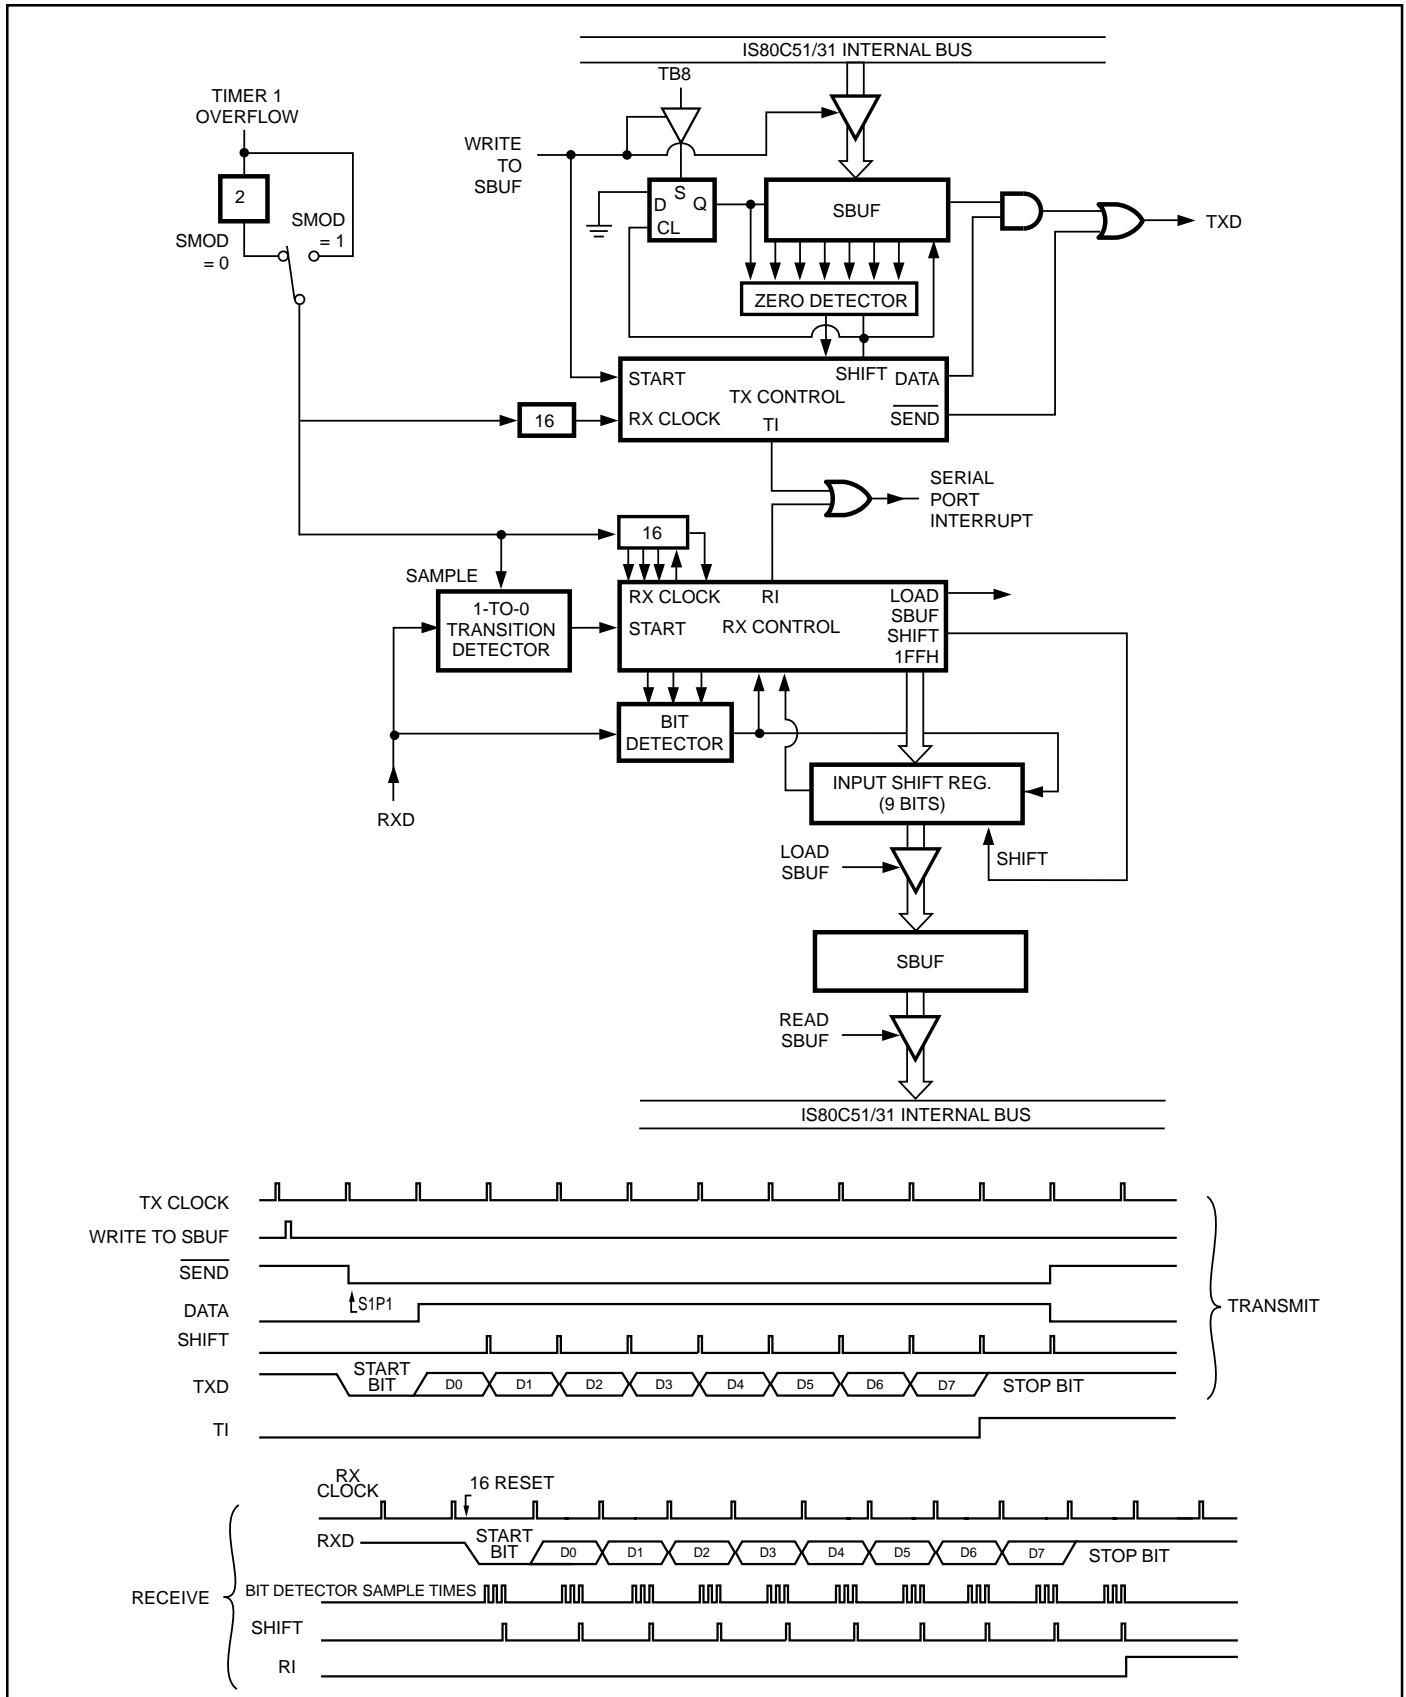 IS80C51/31 INTERNAL BUS
TB8
TIMER 1
OVERFLOW
WRITE
TO
SBUF
2
SMOD
= 1
SMOD
= 0
S
D
Q
CL
SBUF
TXD
ZERO DETECTOR
START
SHIFT
DATA
TX CONTROL
16
RX CLOCK
TI
SEND
SERIAL
PORT
INTERRUPT
16
SAMPLE
1-TO-0
TRANSITION
DETECTOR
RX CLOCK
RI
LOAD
SBUF
START
RX CONTROL
SHIFT
1FFH
BIT
DETECTOR
RXD
INPUT SHIFT REG.
(9 BITS)
LOAD
SBUF
SHIFT
SBUF
READ
SBUF
IS80C51/31 INTERNAL BUS
TX CLOCK
WRITE TO SBUF
SEND
S1P1
DATA
TRANSMIT
SHIFT
TXD
START
BIT
D0 D1 D2 D3 D4 D5 D6 D7
STOP BIT
TI
RX
CLOCK
16 RESET
RXD
START
BIT
D0 D1 D2 D3 D4 D5 D6 D7
STOP BIT
RECEIVE
BIT DETECTOR SAMPLE TIMES
SHIFT
RI